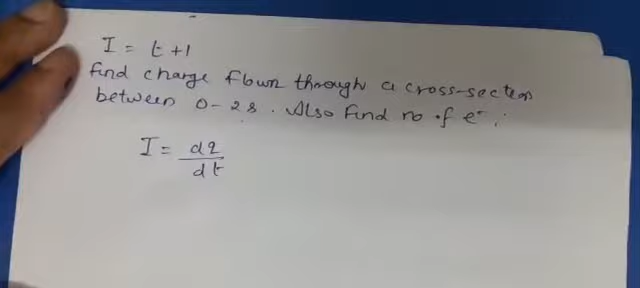 I = t + 1
find charge flown through a cross-section
between 0-2s. Also find no of e⁻.
I = dq
dt